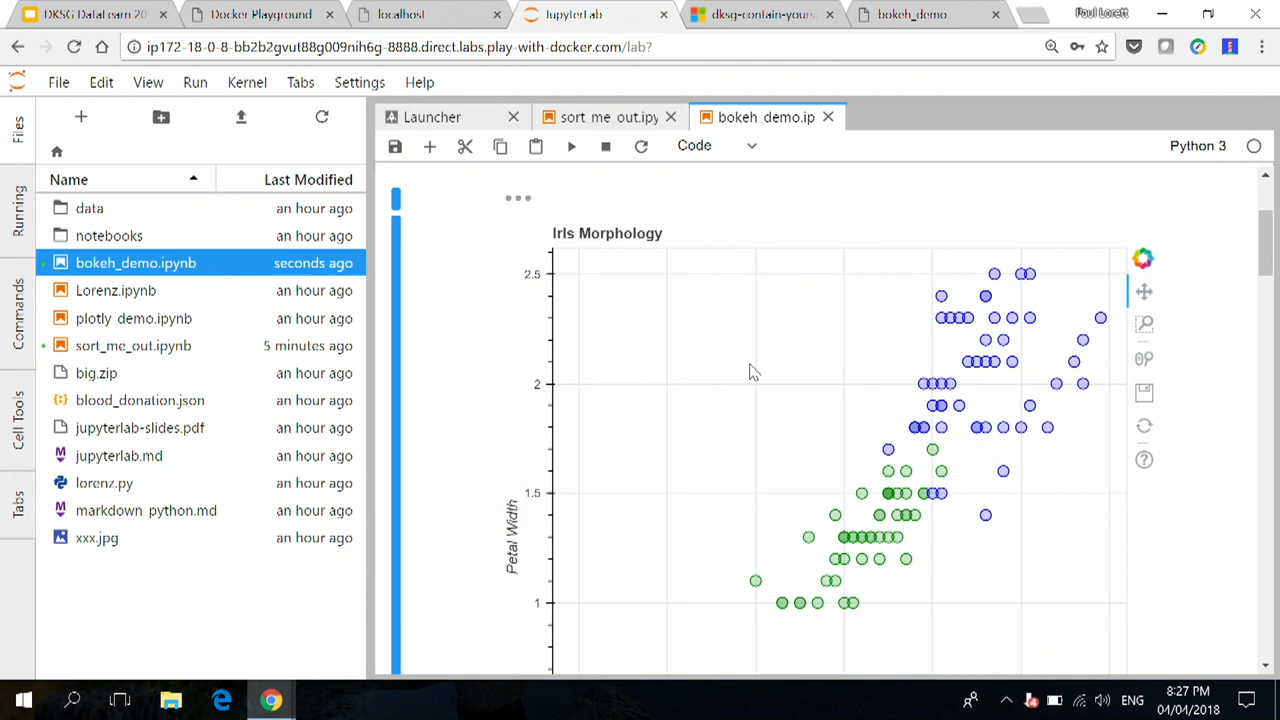 DKSG DataLearn 20
Docker Playground
localhost
JupyterLab
dksg-contain-yours
bokeh_demo
Paul Lorett
ip172-18-0-8-bb2b2gvut88g009nih6g-8888.direct.labs.play-with-docker.com/lab?
File Edit View Run Kernel Tabs Settings Help
Files
Running
Commands
Cell Tools
Tabs
Name Last Modified
data an hour ago
notebooks an hour ago
bokeh_demo.ipynb seconds ago
Lorenz.ipynb an hour ago
plotly demo.ipynb an hour ago
sort_me_out.ipynb 5 minutes ago
big.zip an hour ago
blood_donation.json an hour ago
jupyterlab-slides.pdf an hour ago
jupyterlab.md an hour ago
lorenz.py an hour ago
markdown python.md an hour ago
xxx.jpg an hour ago
Launcher
sort me out.ipy
bokeh demo.ip
Code
Python 3
Iris Morphology
2.5
2
1.5
1
Petal Width
ENG
8:27 PM
04/04/2018